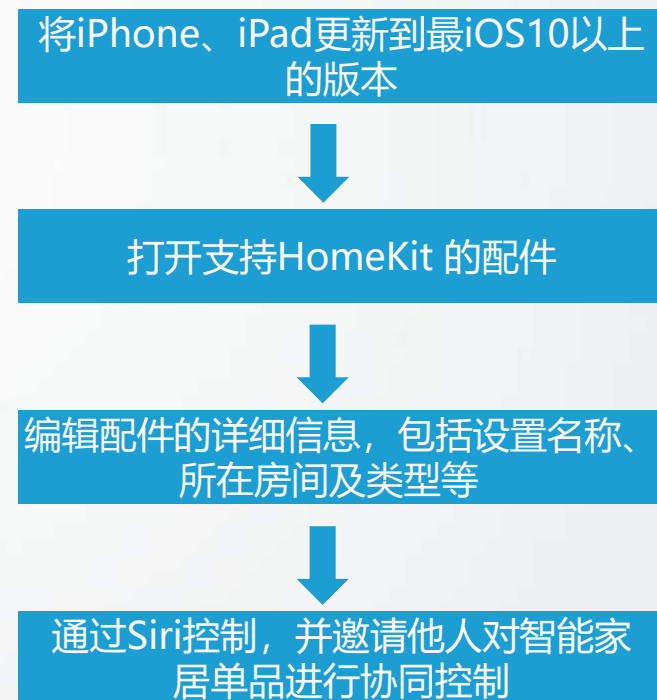 将iPhone、iPad更新到最iOS10以上
的版本
打开支持HomeKit 的配件
编辑配件的详细信息，包括设置名称、
所在房间及类型等
通过Siri控制，并邀请他人对智能家
居单品进行协同控制